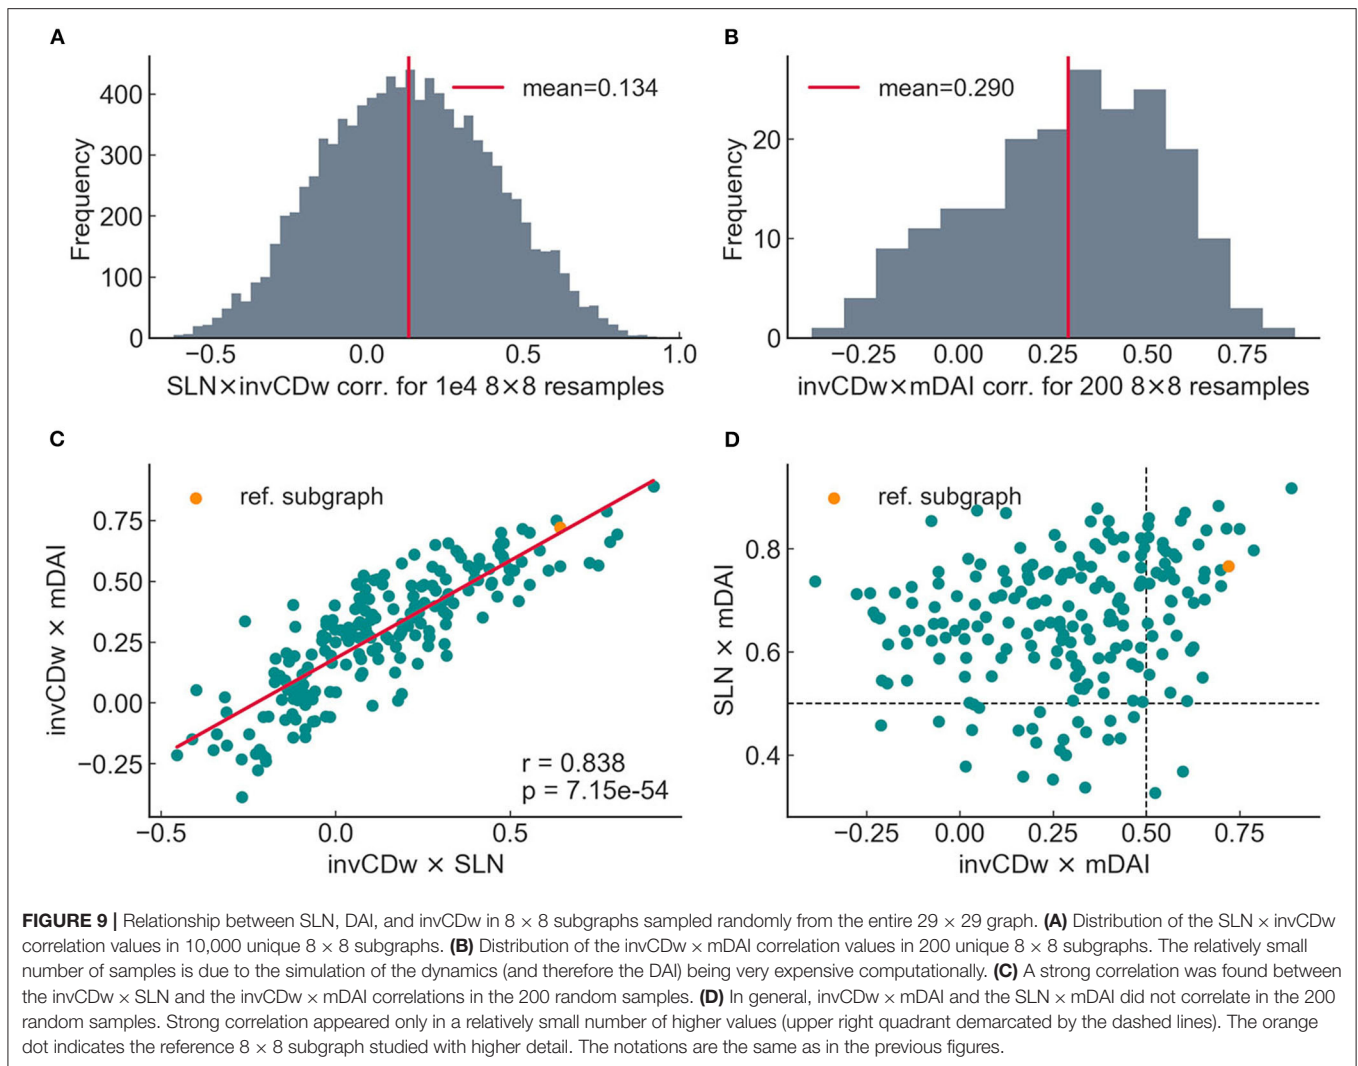 A
mean=0.134
400
300
200
100
0
Frequency
−0.5
0.0
0.5
1.0
SLN×invCDw corr. for 1e4 8×8 resamples
B
mean=0.290
20
10
0
Frequency
−0.25
0.00
0.25
0.50
0.75
invCDw×mDAI corr. for 200 8×8 resamples
C
ref. subgraph
0.75
0.50
0.25
0.00
−0.25
invCDw × mDAI
r = 0.838
p = 7.15e-54
−0.5
0.0
0.5
invCDw × SLN
D
ref. subgraph
0.8
0.6
0.4
SLN × mDAI
−0.25
0.00
0.25
0.50
0.75
invCDw × mDAI
FIGURE 9 | Relationship between SLN, DAI, and invCDw in 8 × 8 subgraphs sampled randomly from the entire 29 × 29 graph. (A) Distribution of the SLN × invCDw
correlation values in 10,000 unique 8 × 8 subgraphs. (B) Distribution of the invCDw × mDAI correlation values in 200 unique 8 × 8 subgraphs. The relatively small
number of samples is due to the simulation of the dynamics (and therefore the DAI) being very expensive computationally. (C) A strong correlation was found between
the invCDw × SLN and the invCDw × mDAI correlations in the 200 random samples. (D) In general, invCDw × mDAI and the SLN × mDAI did not correlate in the 200
random samples. Strong correlation appeared only in a relatively small number of higher values (upper right quadrant demarcated by the dashed lines). The orange
dot indicates the reference 8 × 8 subgraph studied with higher detail. The notations are the same as in the previous figures.